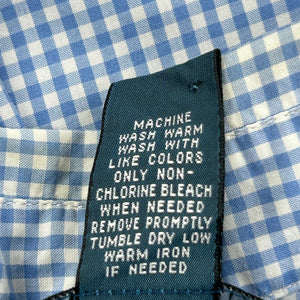 MACHINE
WASH WARM
WASH WITH
LIKE COLORS
ONLY NON-
CHLORINE BLEACH
WHEN NEEDED
REMOVE PROMPTLY
TUMBLE DRY LOW
WARM IRON
IF NEEDED